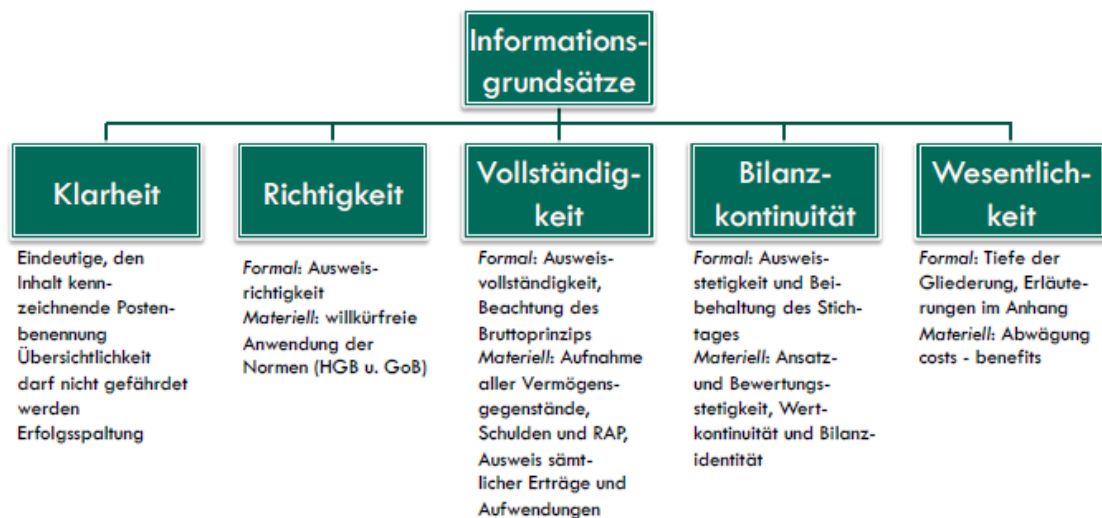 Informations-
grundsätze
Klarheit
Eindeutige, den
Inhalt kenn-
zeichnende Posten-
benennung
Übersichtlichkeit
darf nicht gefährdet
werden
Erfolgsspaltung
Richtigkeit
Formal: Ausweis-
richtigkeit
Materiell: willkürfreie
Anwendung der
Normen (HGB u. GoB)
Vollständig-
keit
Formal: Ausweis-
vollständigkeit,
Beachtung des
Bruttoprinzips
Materiell: Aufnahme
aller Vermögens-
gegenstände,
Schulden und RAP,
Ausweis sämt-
licher Erträge und
Aufwendungen
Bilanz-
kontinuität
Formal: Ausweis-
stetigkeit und Bei-
behaltung des Stich-
tages
Materiell: Ansatz-
und Bewertungs-
stetigkeit, Wert-
kontinuität und Bilanz-
identität
Wesentlich-
keit
Formal: Tiefe der
Gliederung, Erläute-
rungen im Anhang
Materiell: Abwägung
costs - benefits